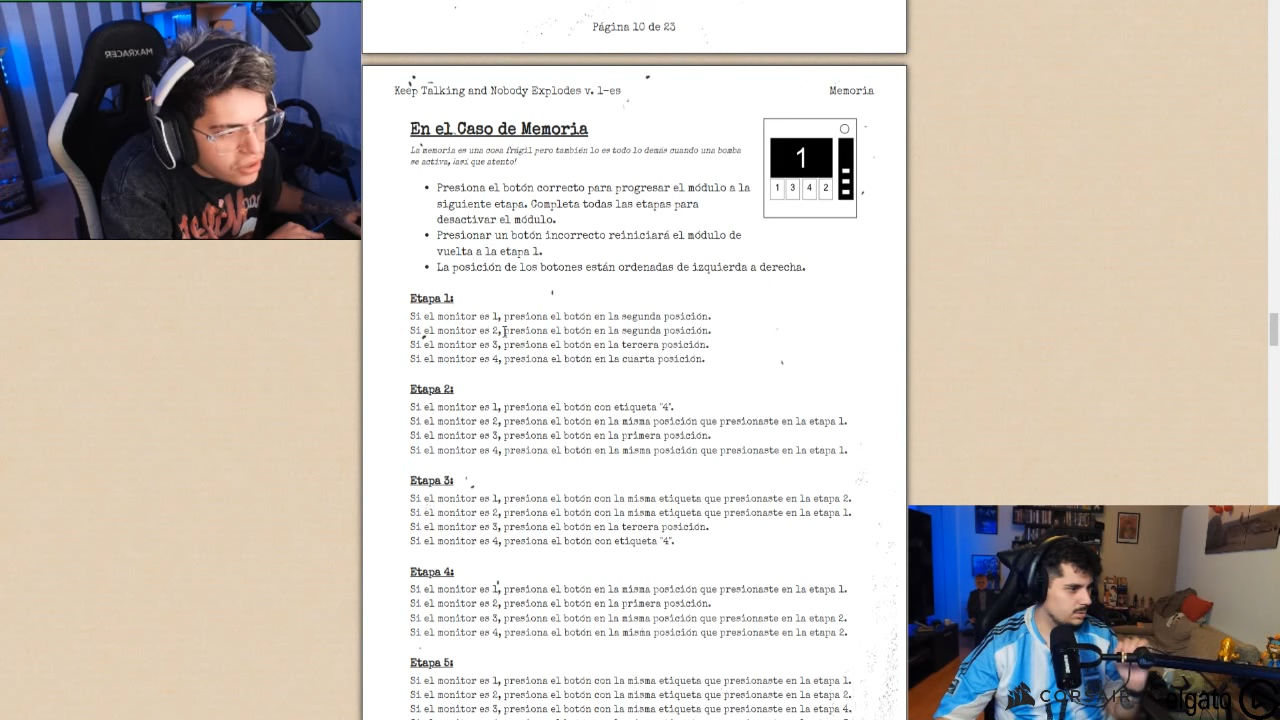 MAXRACER
Página 10 de 23
Keep Talking and Nobody Explodes v. 1-es
Memoria
En el Caso de Memoria
La memoria es una cosa frágil pero también lo es todo lo demás cuando una bomba
se activa, ¡así que atento!
1
1 3 4 2
• Presiona el botón correcto para progresar el módulo a la
siguiente etapa. Completa todas las etapas para
desactivar el módulo.
• Presionar un botón incorrecto reiniciará el módulo de
vuelta a la etapa 1.
• La posición de los botones están ordenadas de izquierda a derecha.
Etapa 1:
Si el monitor es 1, presiona el botón en la segunda posición.
Si el monitor es 2, presiona el botón en la segunda posición.
Si el monitor es 3, presiona el botón en la tercera posición.
Si el monitor es 4, presiona el botón en la cuarta posición.
Etapa 2:
Si el monitor es 1, presiona el botón con etiqueta "4".
Si el monitor es 2, presiona el botón en la misma posición que presionaste en la etapa 1.
Si el monitor es 3, presiona el botón en la primera posición.
Si el monitor es 4, presiona el botón en la misma posición que presionaste en la etapa 1.
Etapa 3:
Si el monitor es 1, presiona el botón con la misma etiqueta que presionaste en la etapa 2.
Si el monitor es 2, presiona el botón con la misma etiqueta que presionaste en la etapa 1.
Si el monitor es 3, presiona el botón en la tercera posición.
Si el monitor es 4, presiona el botón con etiqueta "4".
Etapa 4:
Si el monitor es 1, presiona el botón en la misma posición que presionaste en la etapa 1.
Si el monitor es 2, presiona el botón en la primera posición.
Si el monitor es 3, presiona el botón en la misma posición que presionaste en la etapa 2.
Si el monitor es 4, presiona el botón en la misma posición que presionaste en la etapa 2.
Etapa 5:
Si el monitor es 1, presiona el botón con la misma etiqueta que presionaste en la etapa 1.
Si el monitor es 2, presiona el botón con la misma etiqueta que presionaste en la etapa 2.
Si el monitor es 3, presiona el botón con la misma etiqueta que presionaste en la etapa 4.
CORSAIR
elgato